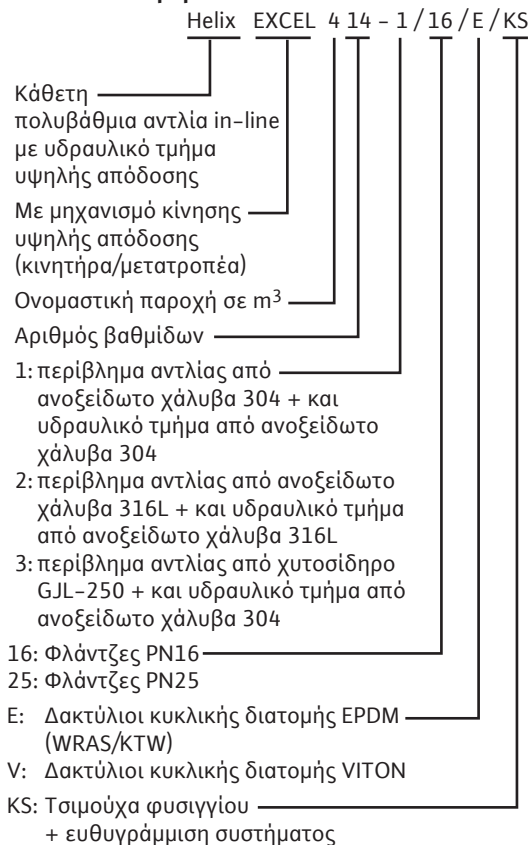 Helix EXCEL 4 14 – 1 / 16 / E / KS
Κάθετη
πολυβάθμια αντλία in-line
με υδραυλικό τμήμα
υψηλής απόδοσης
Με μηχανισμό κίνησης
υψηλής απόδοσης
(κινητήρα/μετατροπέα)
Ονομαστική παροχή σε m³
Αριθμός βαθμίδων
1: περίβλημα αντλίας από
ανοξείδωτο χάλυβα 304 + και
υδραυλικό τμήμα από ανοξείδωτο
χάλυβα 304
2: περίβλημα αντλίας από ανοξείδωτο
χάλυβα 316L + και υδραυλικό τμήμα
από ανοξείδωτο χάλυβα 316L
3: περίβλημα αντλίας από χυτοσίδηρο
GJL-250 + και υδραυλικό τμήμα από
ανοξείδωτο χάλυβα 304
16: Φλάντζες PN16
25: Φλάντζες PN25
E: Δακτύλιοι κυκλικής διατομής EPDM
(WRAS/KTW)
V: Δακτύλιοι κυκλικής διατομής VITON
KS: Τσιμούχα φυσιγγίου
+ ευθυγράμμιση συστήματος